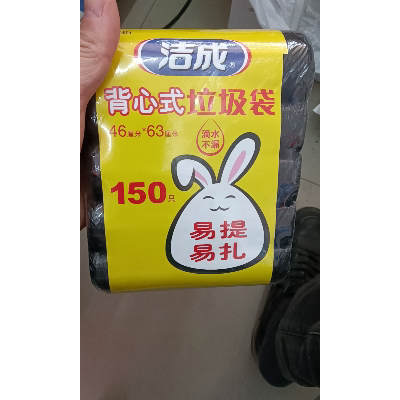 洁成
背心式垃圾袋
46厘米*63厘米
滴水
不漏
150只
易提
易扎